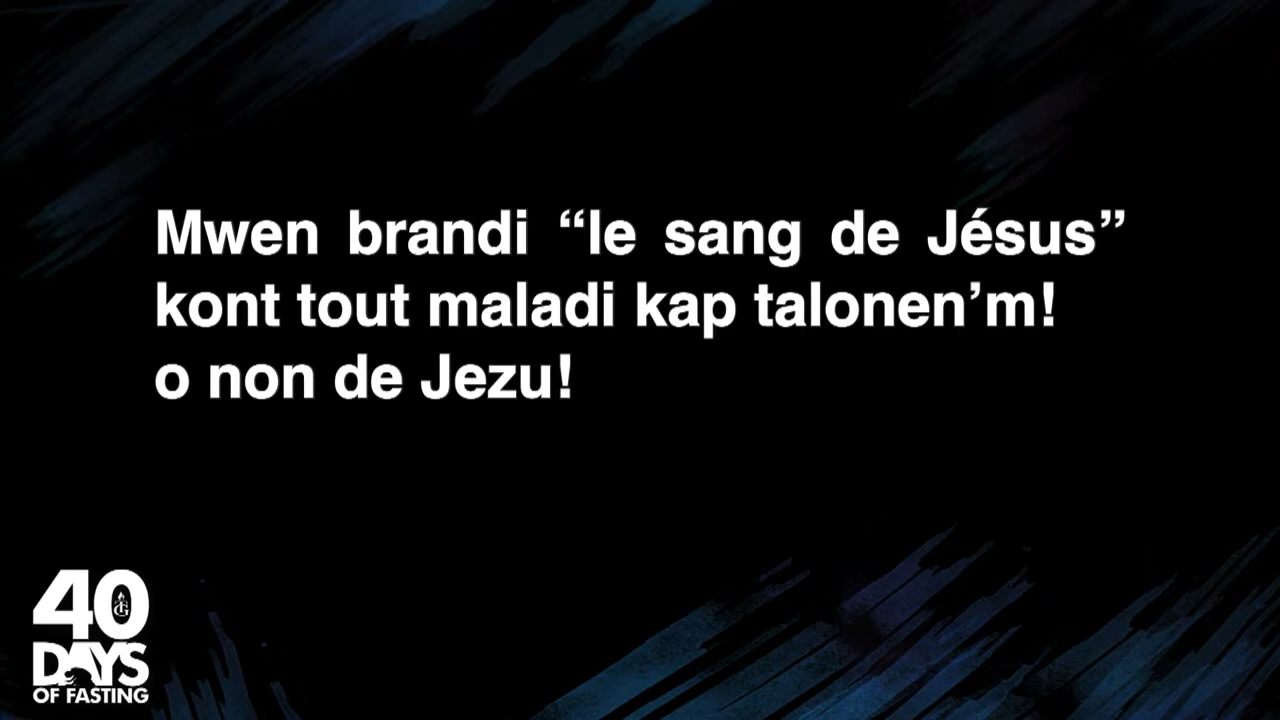 Mwen brandi “le sang de Jésus”
kont tout maladi kap talonen’m!
o non de Jezu!
40
DAYS
OF FASTING